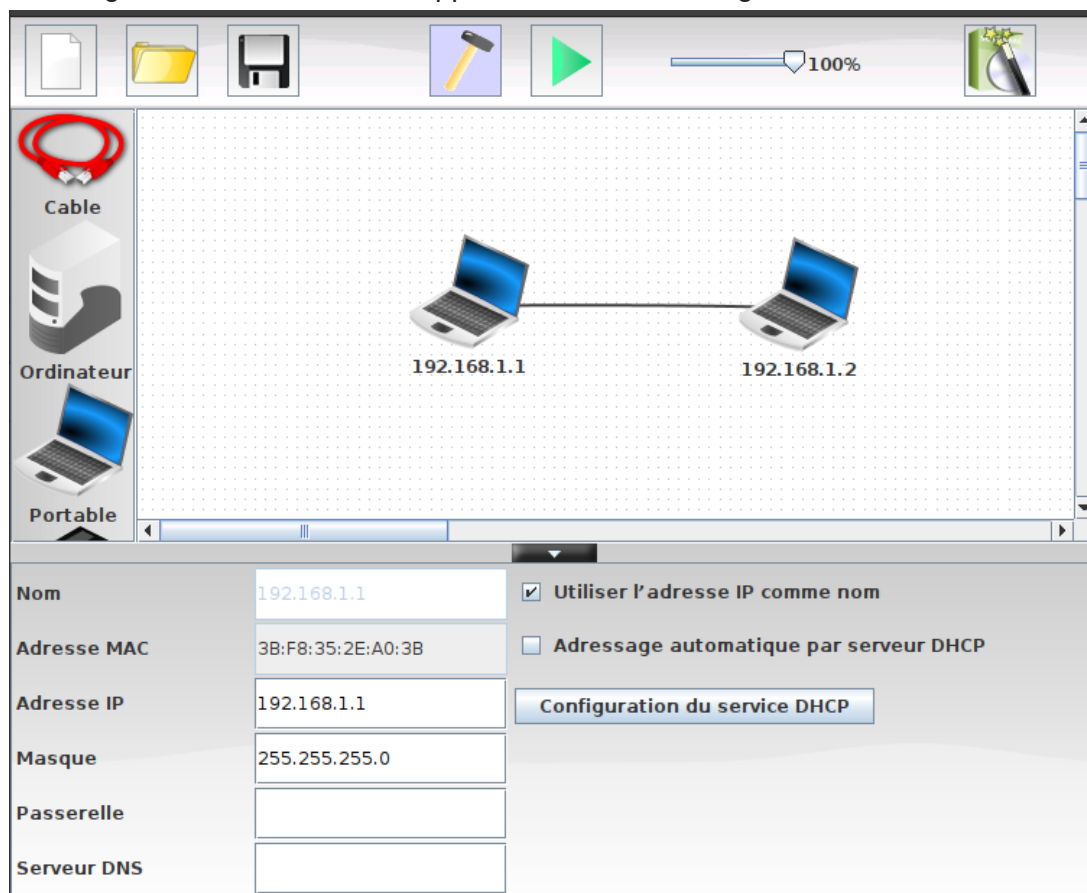 100%
Cable
Ordinateur
Portable
192.168.1.1
192.168.1.2
Nom
192.168.1.1
Utiliser l'adresse IP comme nom
Adresse MAC
3B:F8:35:2E:A0:3B
Adressage automatique par serveur DHCP
Adresse IP
192.168.1.1
Configuration du service DHCP
Masque
255.255.255.0
Passerelle
Serveur DNS